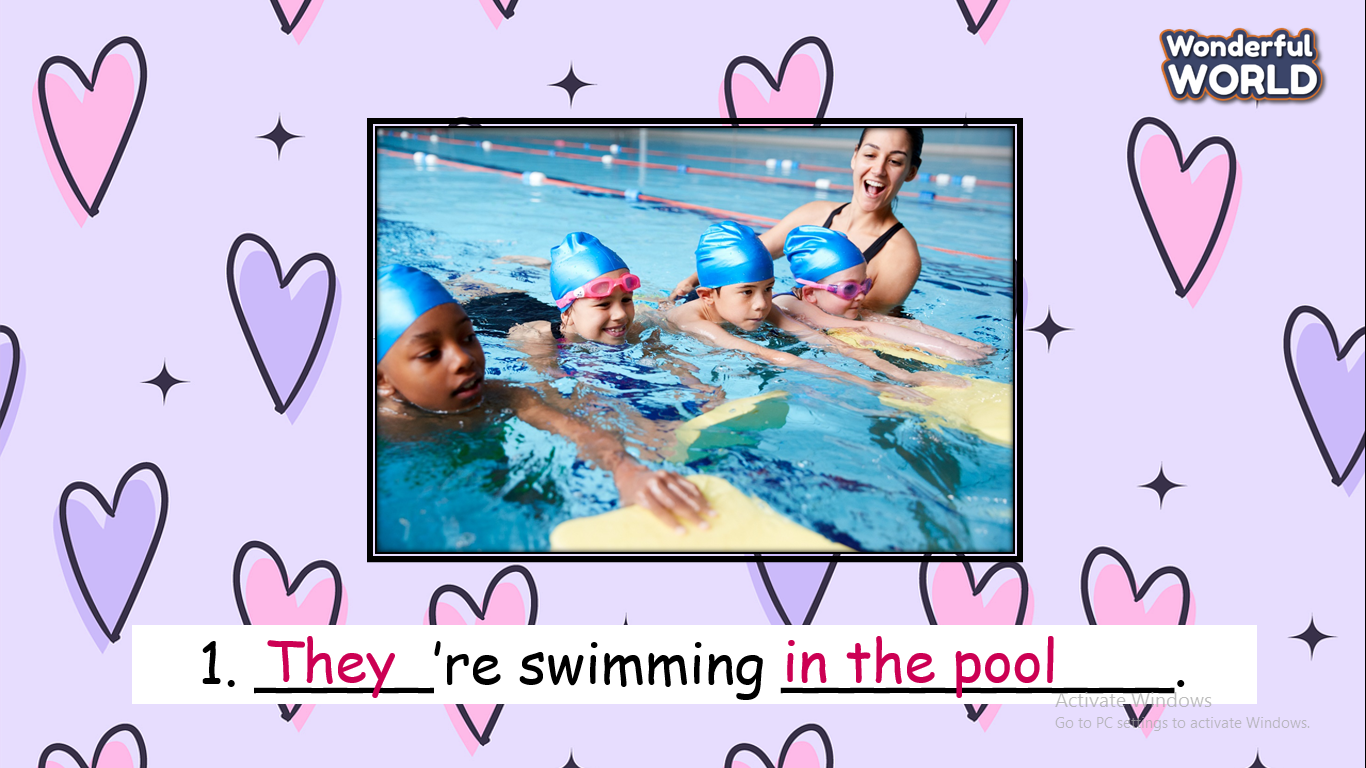 Wonderful
WORLD
1. They're swimming in the pool.
Activate Windows
Go to PC settings to activate Windows.